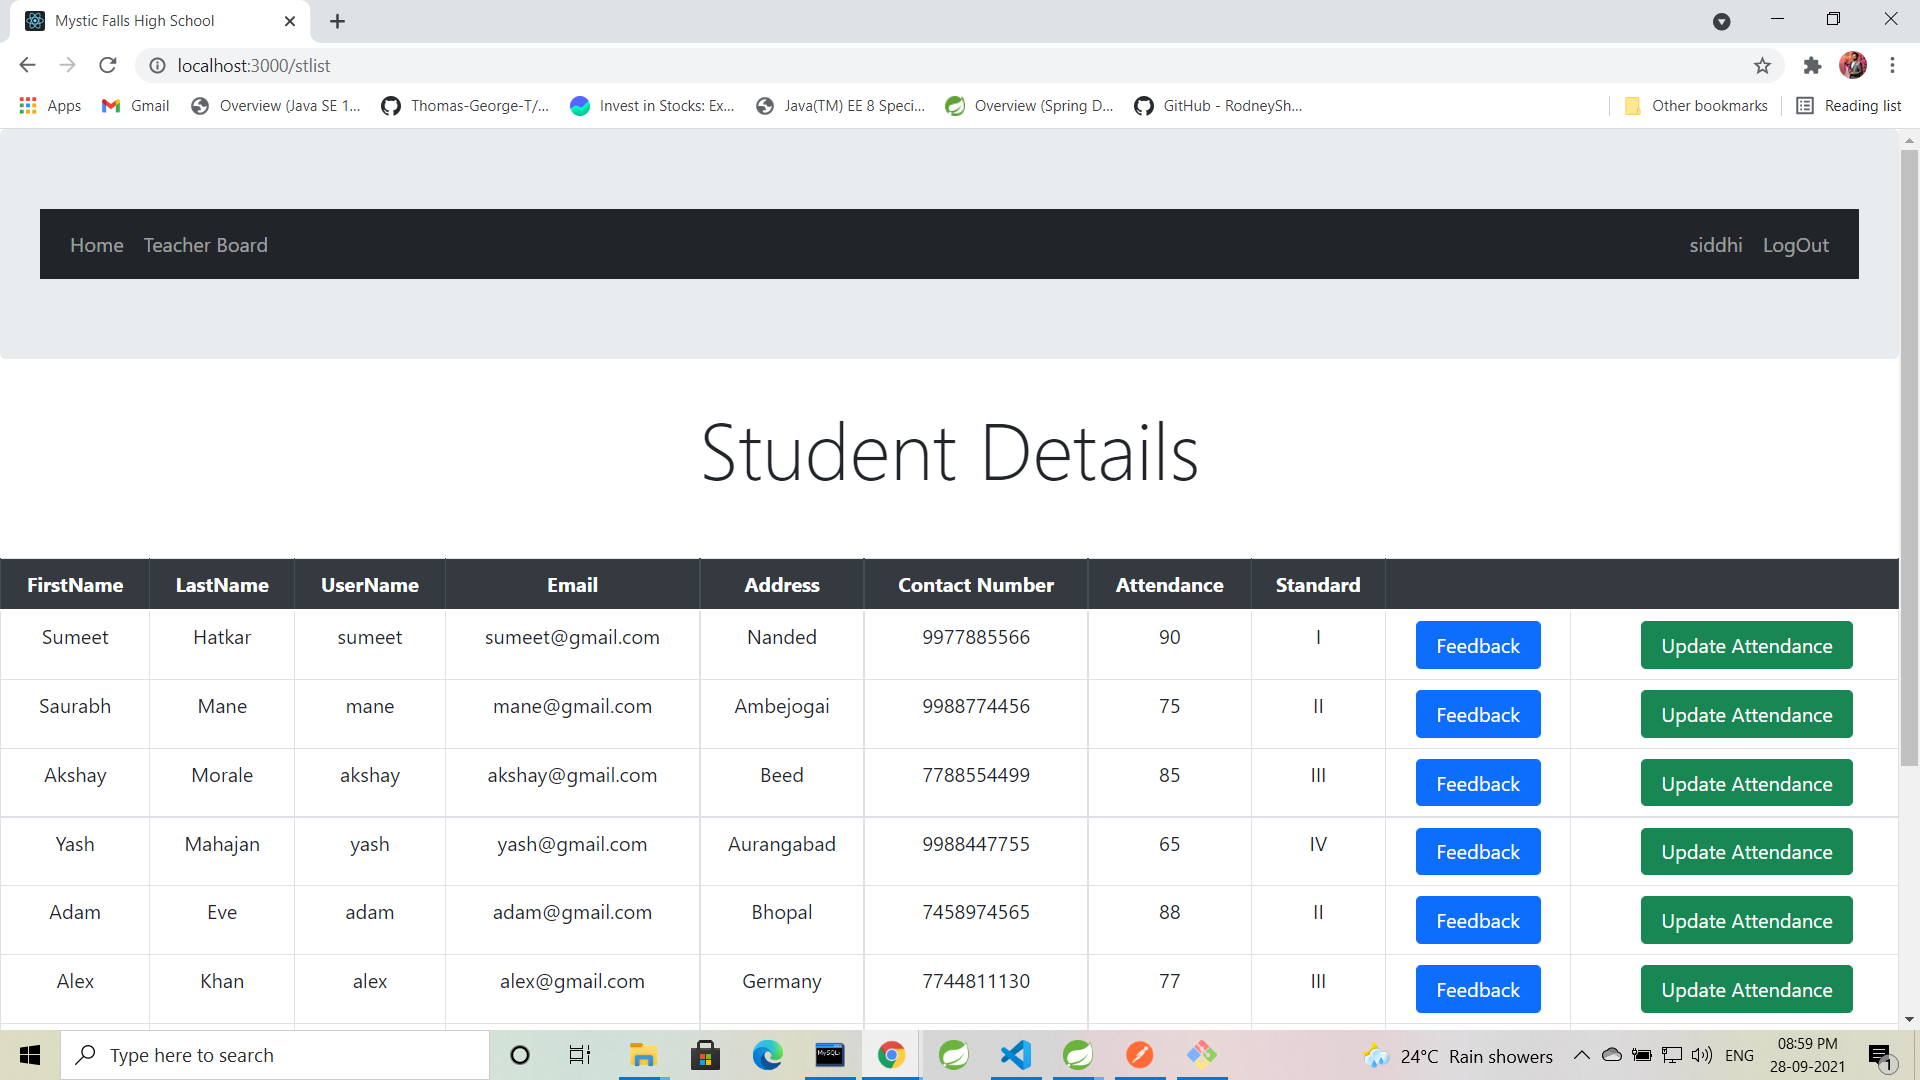 Mystic Falls High School
localhost:3000/stlist
Apps Gmail Overview (Java SE 1... Thomas-George-T/... Invest in Stocks: Ex... Java(TM) EE 8 Speci... Overview (Spring D... GitHub - RodneySh... Other bookmarks Reading list
Home Teacher Board siddhi LogOut
Student Details
FirstName LastName UserName Email Address Contact Number Attendance Standard
Sumeet Hatkar sumeet sumeet@gmail.com Nanded 9977885566 90 I Feedback Update Attendance
Saurabh Mane mane mane@gmail.com Ambejogai 9988774456 75 II Feedback Update Attendance
Akshay Morale akshay akshay@gmail.com Beed 7788554499 85 III Feedback Update Attendance
Yash Mahajan yash yash@gmail.com Aurangabad 9988447755 65 IV Feedback Update Attendance
Adam Eve adam adam@gmail.com Bhopal 7458974565 88 II Feedback Update Attendance
Alex Khan alex alex@gmail.com Germany 7744811130 77 III Feedback Update Attendance
Type here to search 24°C Rain showers ENG 08:59 PM
28-09-2021 1